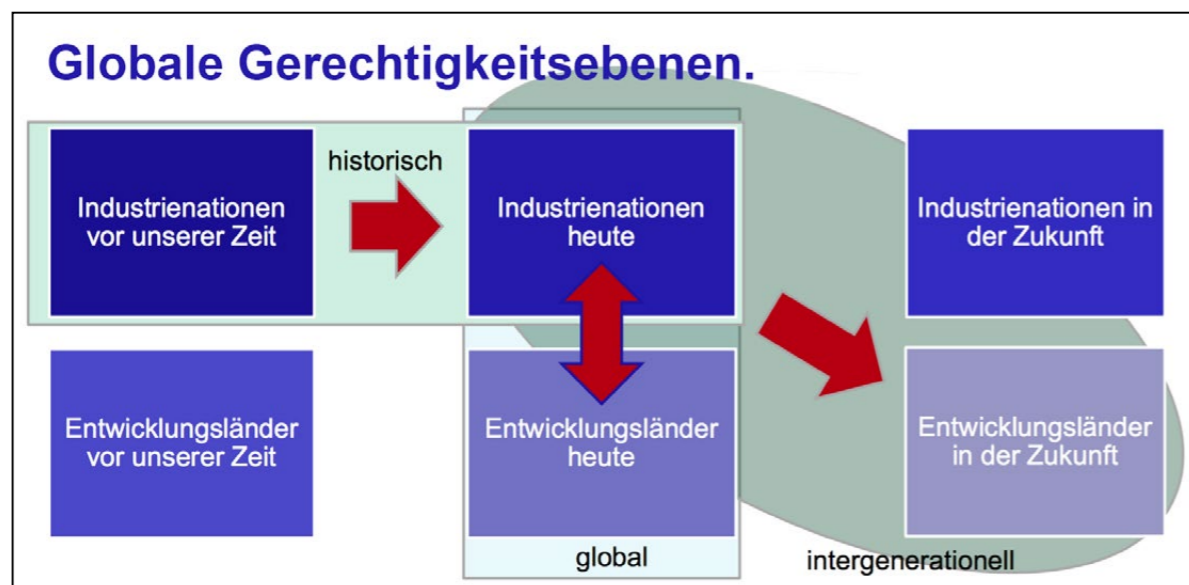 Globale Gerechtigkeitsebenen.
historisch
Industrienationen
vor unserer Zeit
Industrienationen
heute
Industrienationen in
der Zukunft
Entwicklungsländer
vor unserer Zeit
Entwicklungsländer
heute
Entwicklungsländer
in der Zukunft
global
intergenerationell